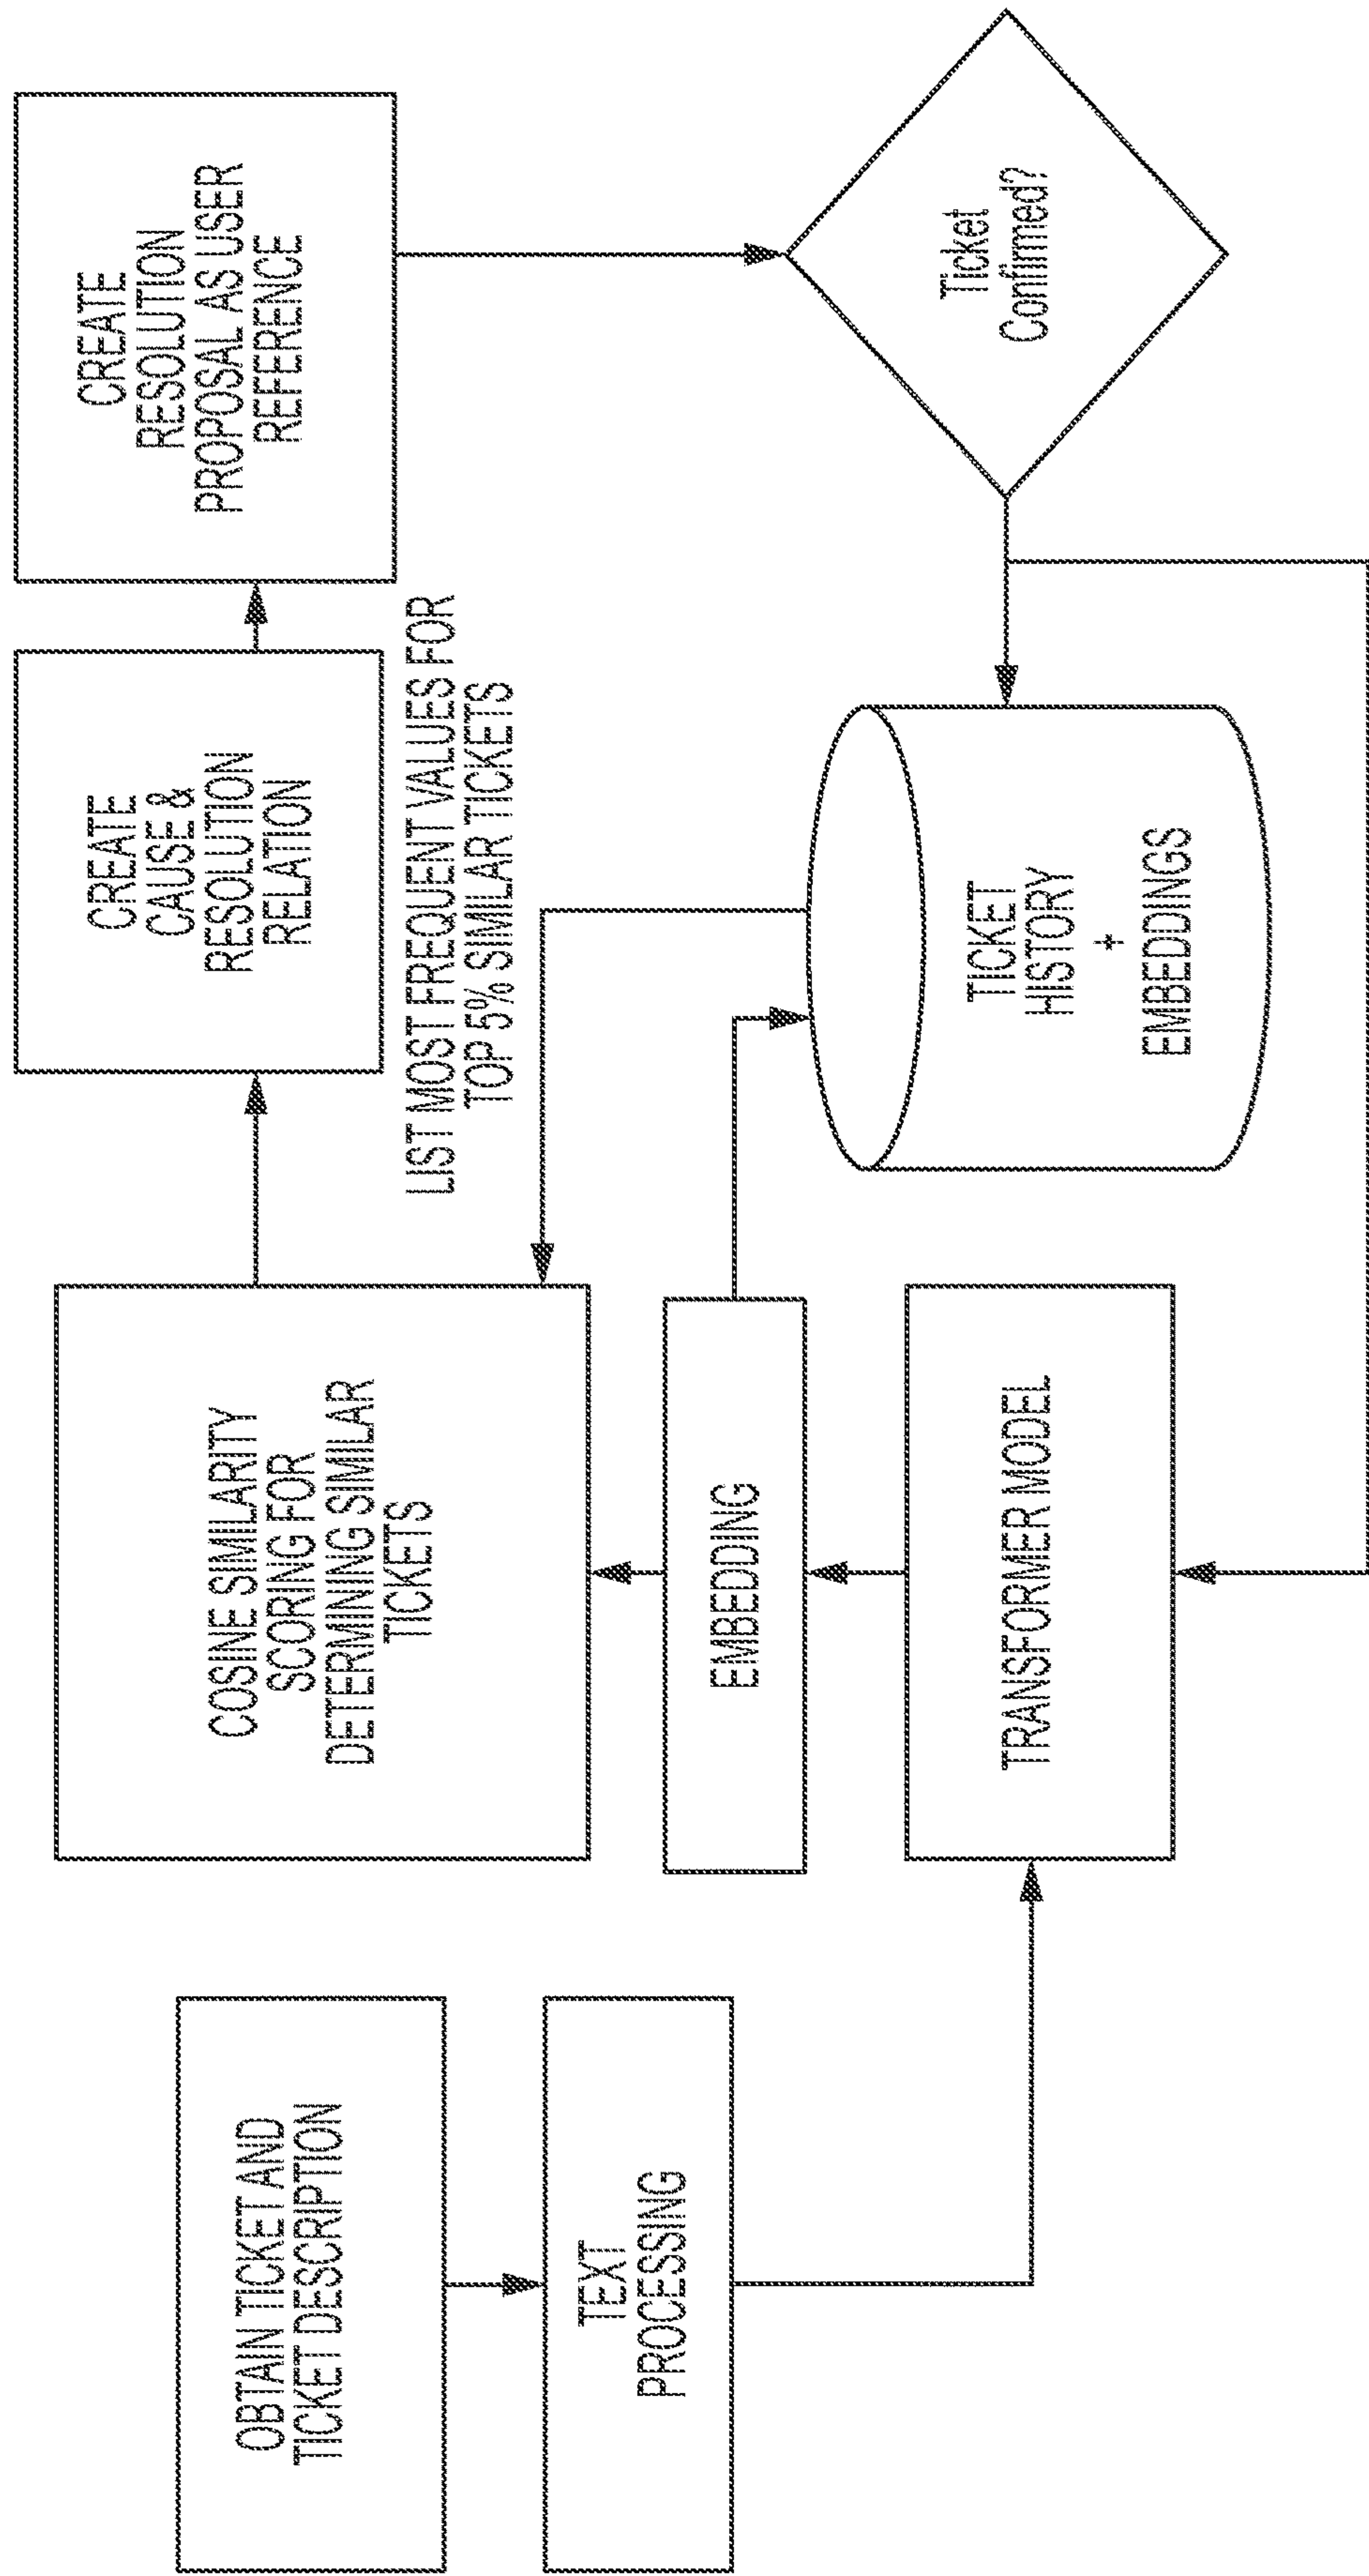 OBTAIN TICKET AND
TICKET DESCRIPTION
TEXT
PROCESSING
COSINE SIMILARITY
SCORING FOR
DETERMINING SIMILAR
TICKETS
EMBEDDING
TRANSFORMER MODEL
CREATE
CAUSE &
RESOLUTION
RELATION
LIST MOST FREQUENT VALUES FOR
TOP 5% SIMILAR TICKETS
TICKET
HISTORY
+
EMBEDDINGS
CREATE
RESOLUTION
PROPOSAL AS USER
REFERENCE
Ticket
Confirmed?